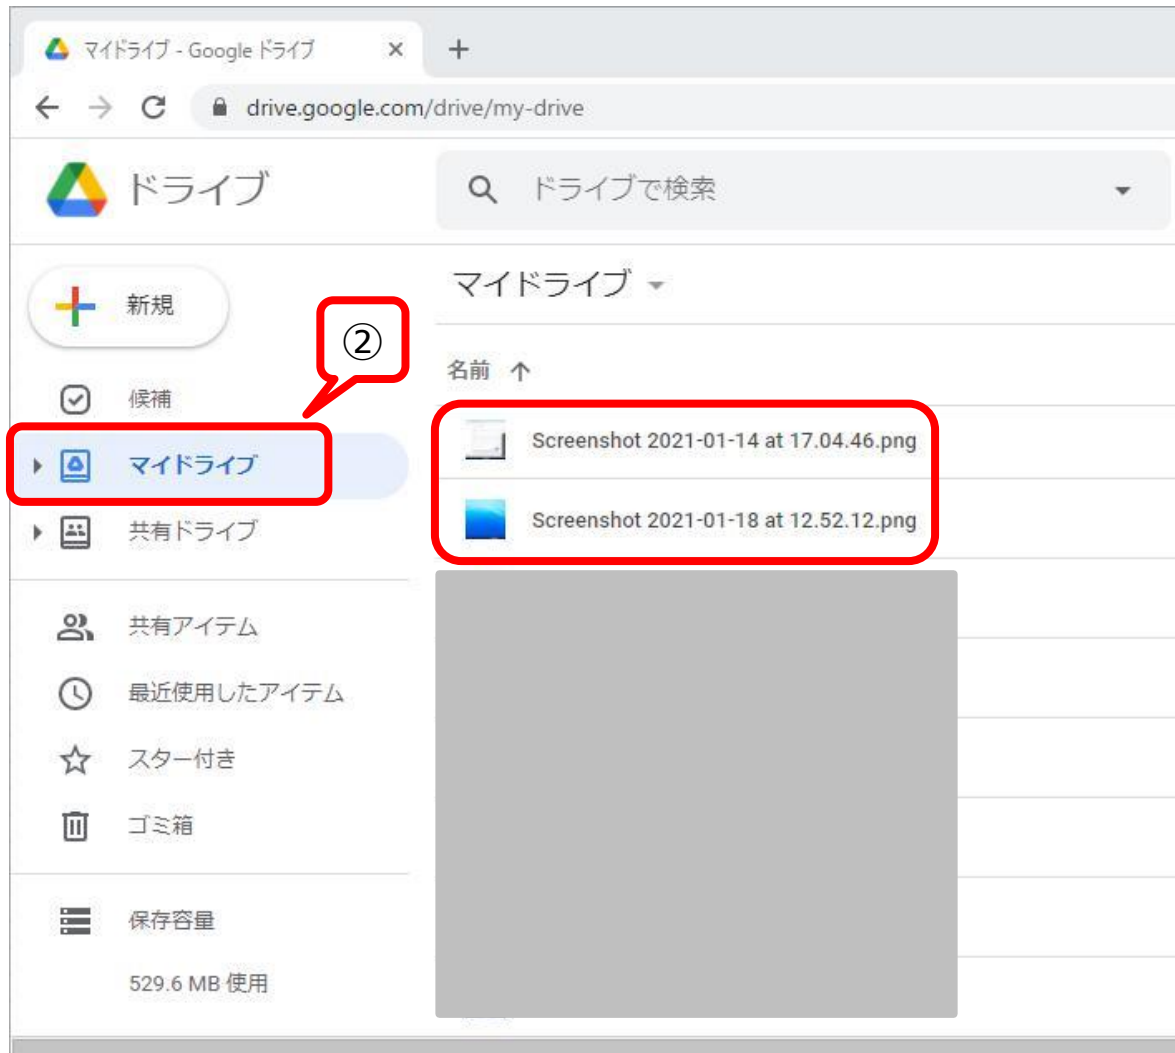 マイドライブ - Google ドライブ
drive.google.com/drive/my-drive
ドライブ
ドライブで検索
新規
②
候補
マイドライブ
共有ドライブ
共有アイテム
最近使用したアイテム
スター付き
ゴミ箱
保存容量
529.6 MB 使用
マイドライブ
名前
Screenshot 2021-01-14 at 17.04.46.png
Screenshot 2021-01-18 at 12.52.12.png